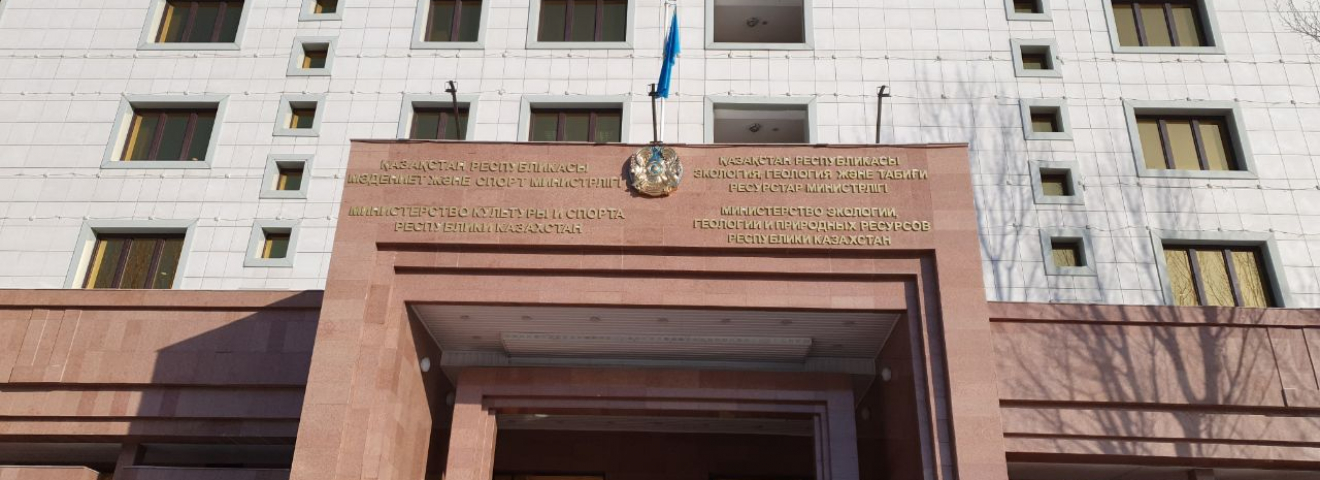 ҚАЗАҚСТАН РЕСПУБЛИКАСЫ
МӘДЕНИЕТ ЖӘНЕ СПОРТ МИНИСТРЛІГІ
МИНИСТЕРСТВО КУЛЬТУРЫ И СПОРТА
РЕСПУБЛИКИ КАЗАХСТАН
ҚАЗАҚСТАН РЕСПУБЛИКАСЫ
ЭКОЛОГИЯ, ГЕОЛОГИЯ ЖӘНЕ ТАБИҒИ
РЕСУРСТАР МИНИСТРЛІГІ
МИНИСТЕРСТВО ЭКОЛОГИИ,
ГЕОЛОГИИ И ПРИРОДНЫХ РЕСУРСОВ
РЕСПУБЛИКИ КАЗАХСТАН